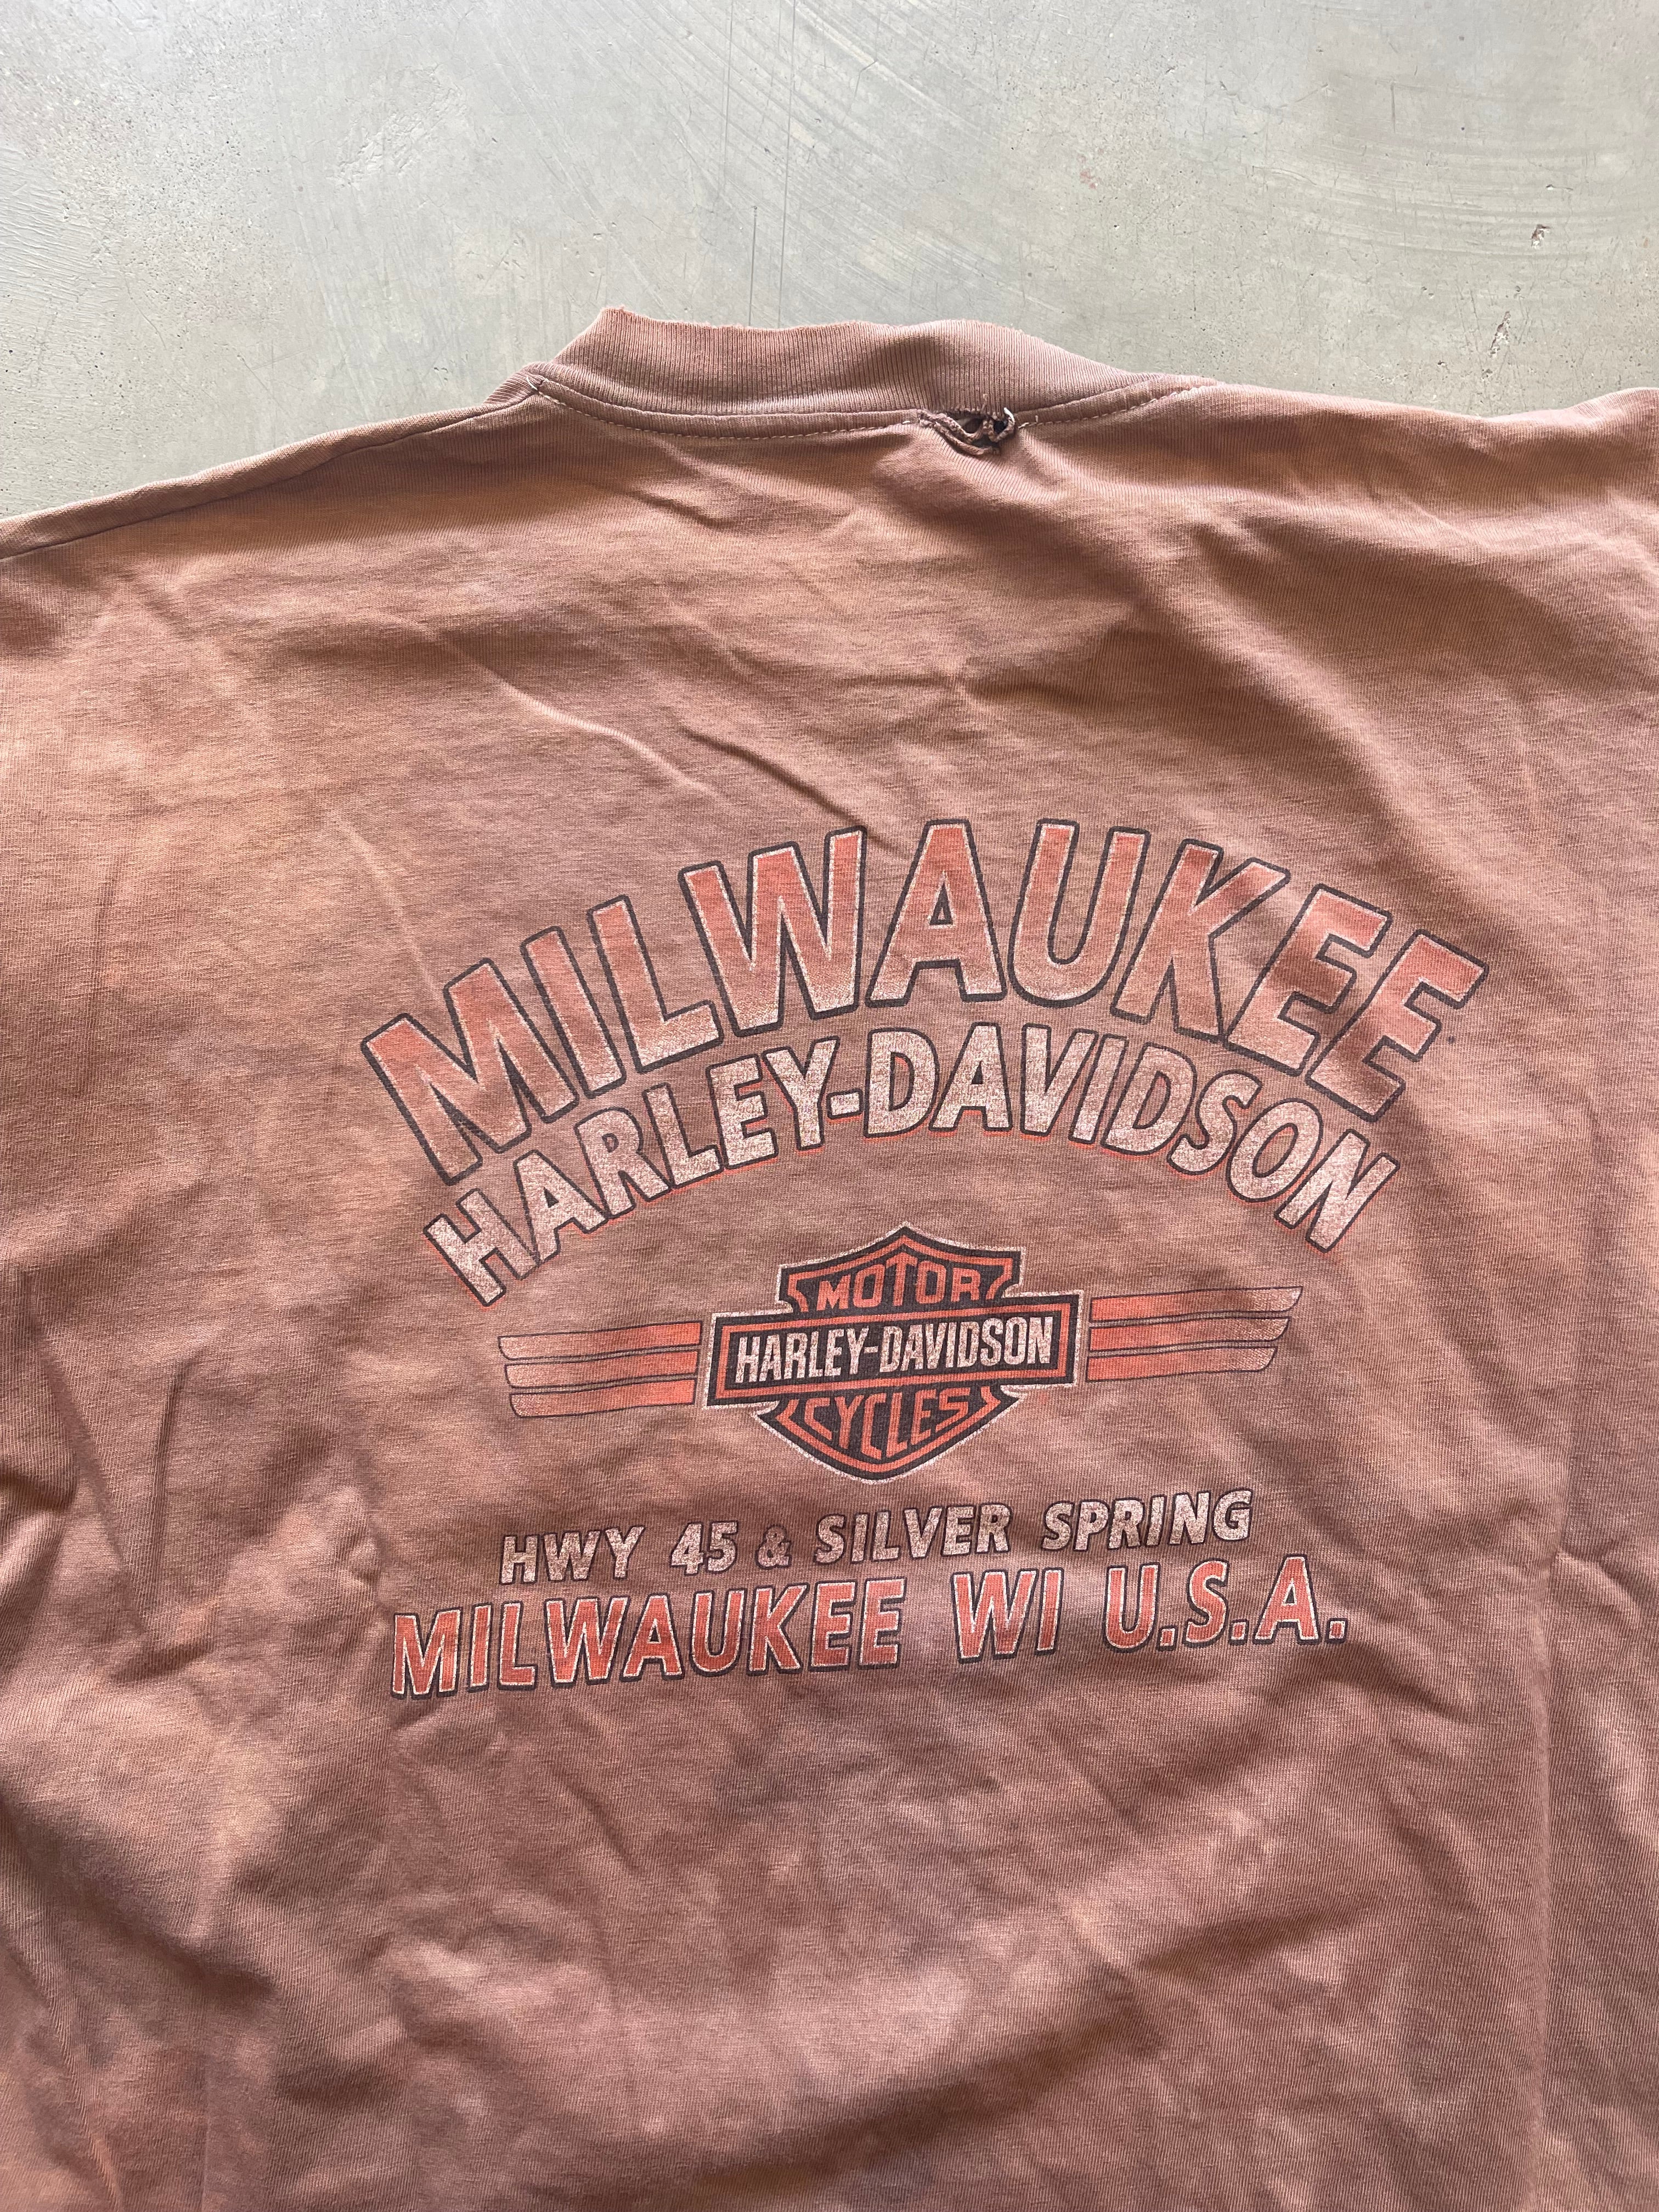 MILWAUKEE
HARLEY-DAVIDSON
MOTOR
HARLEY-DAVIDSON
CYCLES
HWY 45 & SILVER SPRING
MILWAUKEE WI U.S.A.